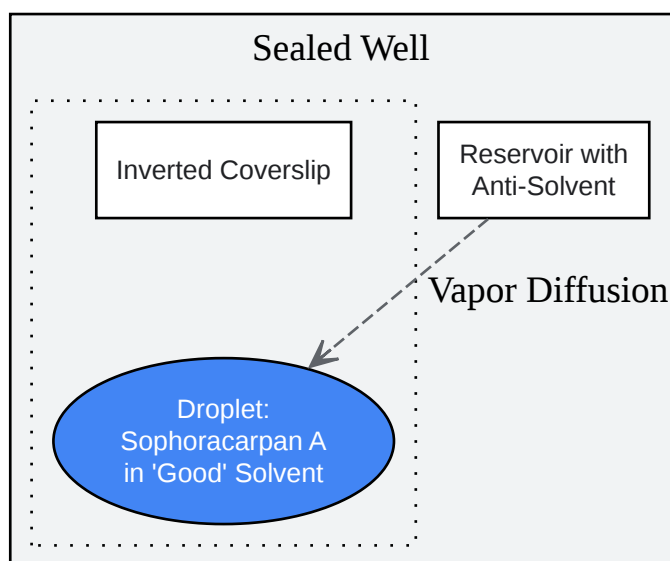 Sealed Well
Inverted Coverslip
Reservoir with
Anti-Solvent
Vapor Diffusion
Droplet:
Sophoracarpan A
in 'Good' Solvent